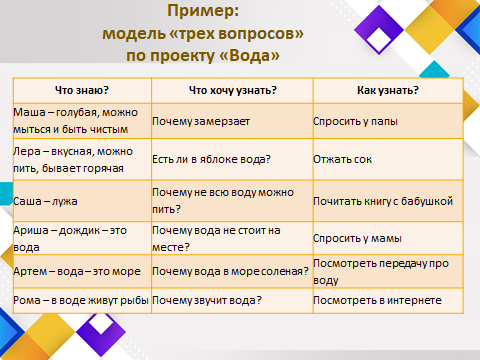 Пример:
модель «трех вопросов»
по проекту «Вода»
Что знаю?
Что хочу узнать?
Как узнать?
Маша – голубая, можно
мыться и быть чистым
Почему замерзает
Спросить у папы
Лера – вкусная, можно
пить, бывает горячая
Есть ли в яблоке вода?
Отжать сок
Саша – лужа
Почему не всю воду можно
пить?
Почитать книгу с бабушкой
Ариша – дождик – это
вода
Почему вода не стоит на
месте?
Спросить у мамы
Артем – вода – это море
Почему вода в море соленая?
Посмотреть передачу про
воду
Рома – в воде живут рыбы
Почему звучит вода?
Посмотреть в интернете